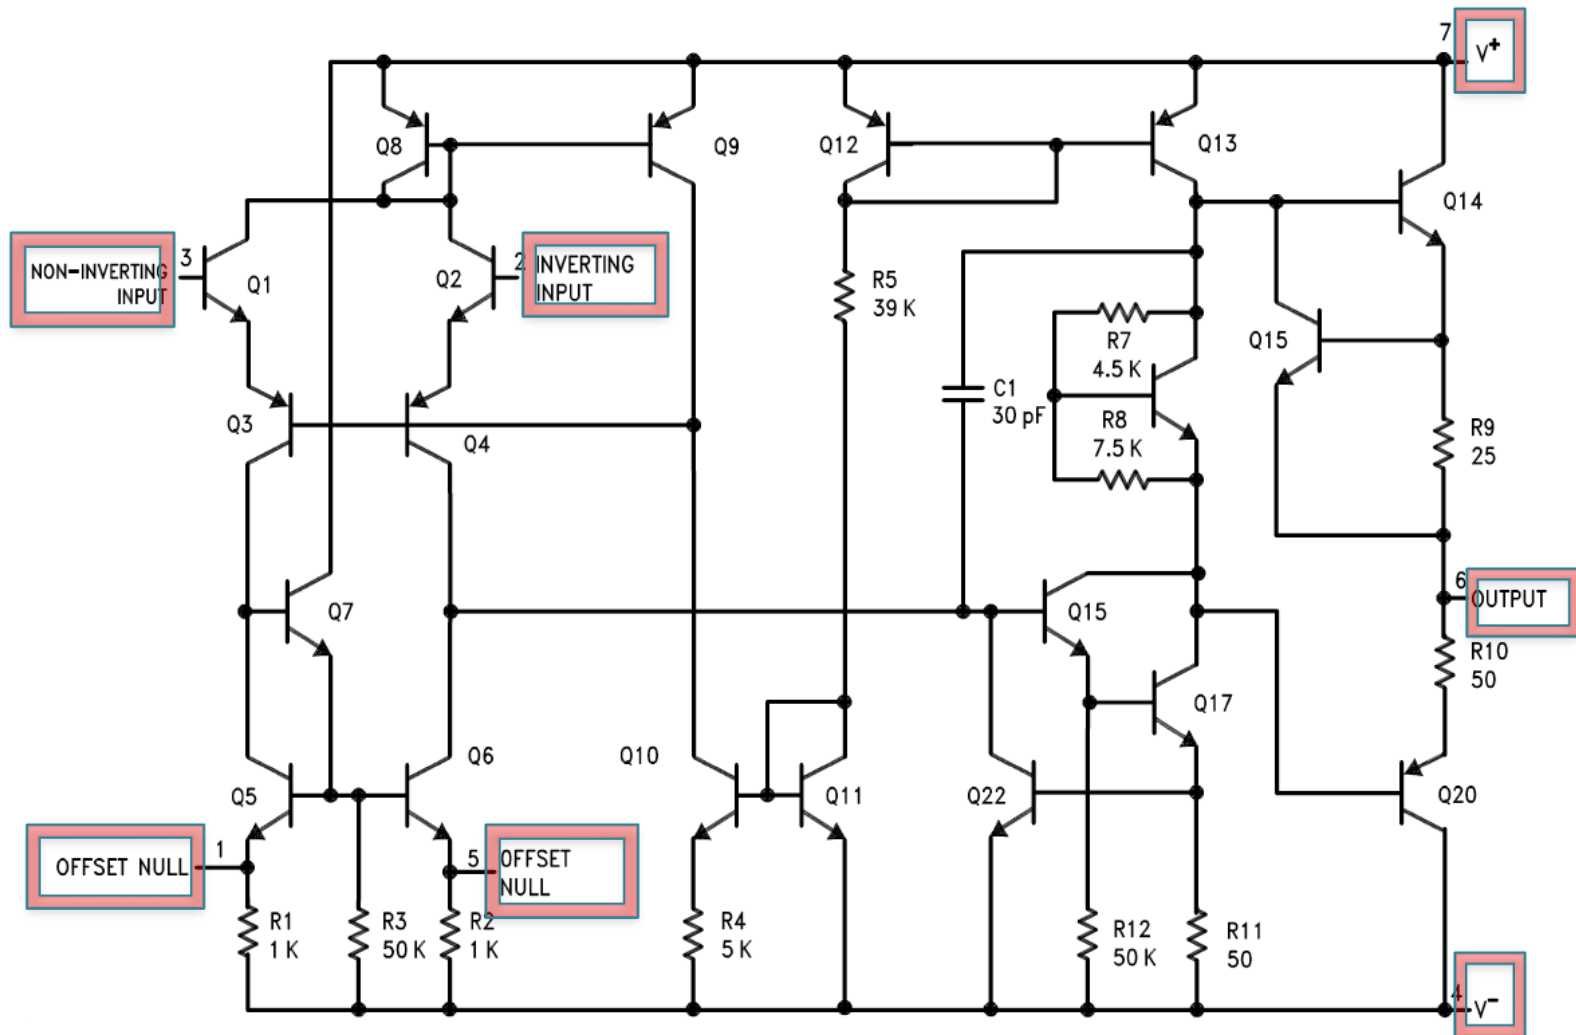 7
V+
Q8
Q9
Q12
Q13
Q14
3
NON-INVERTING
INPUT
Q1
Q2
2
INVERTING
INPUT
R5
39 K
R7
4.5 K
Q15
C1
30 pF
R8
7.5 K
Q3
Q4
R9
25
Q7
Q15
6
OUTPUT
R10
50
Q17
Q5
Q6
Q10
Q11
Q22
Q20
OFFSET NULL
1
5
OFFSET
NULL
R1
1 K
R3
50 K
R2
1 K
R4
5 K
R12
50 K
R11
50
4
V-